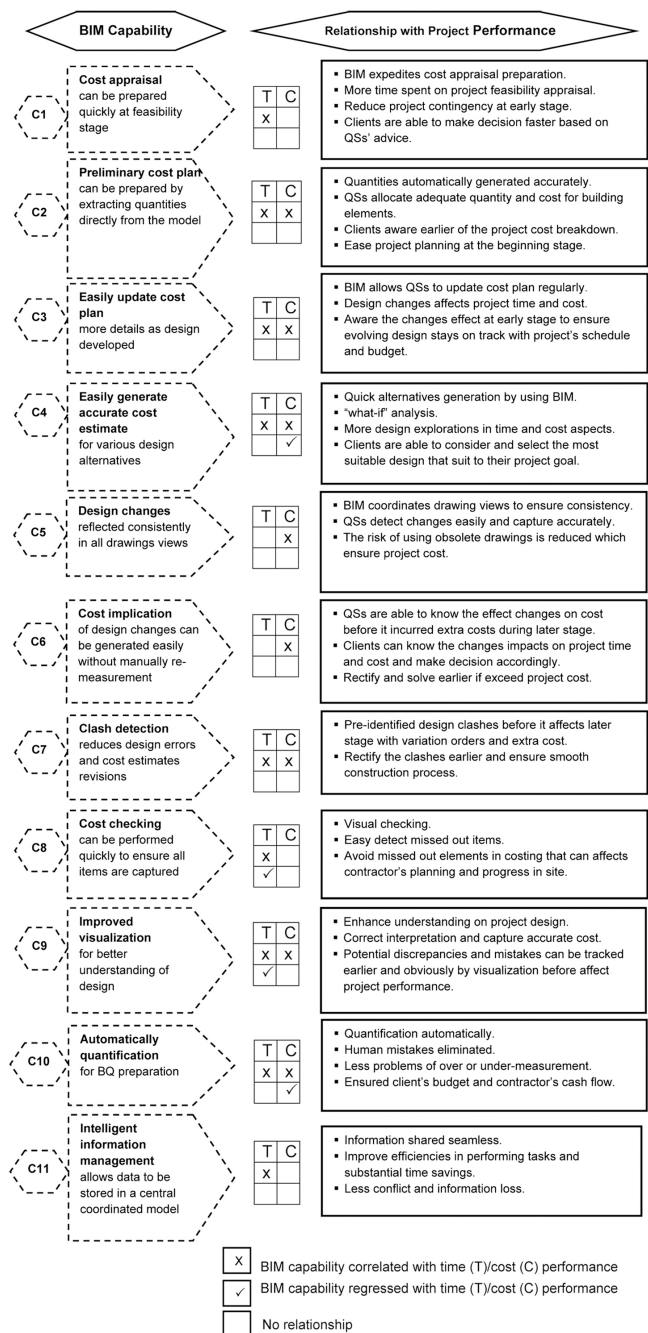 BIM Capability
Relationship with Project Performance
C1
Cost appraisal
can be prepared
quickly at feasibility
stage
T C
x
▪ BIM expedites cost appraisal preparation.
▪ More time spent on project feasibility appraisal.
▪ Reduce project contingency at early stage.
▪ Clients are able to make decision faster based on
QSs' advice.
C2
Preliminary cost plan
can be prepared by
extracting quantities
directly from the model
T C
x x
▪ Quantities automatically generated accurately.
▪ QSs allocate adequate quantity and cost for building
elements.
▪ Clients aware earlier of the project cost breakdown.
▪ Ease project planning at the beginning stage.
C3
Easily update cost
plan
more details as design
developed
T C
x x
▪ BIM allows QSs to update cost plan regularly.
▪ Design changes affects project time and cost.
▪ Aware the changes effect at early stage to ensure
evolving design stays on track with project's schedule
and budget.
C4
Easily generate
accurate cost
estimate
for various design
alternatives
T C
x x
✓
▪ Quick alternatives generation by using BIM.
▪ "what-if" analysis.
▪ More design explorations in time and cost aspects.
▪ Clients are able to consider and select the most
suitable design that suit to their project goal.
C5
Design changes
reflected consistently
in all drawings views
T C
x
▪ BIM coordinates drawing views to ensure consistency.
▪ QSs detect changes easily and capture accurately.
▪ The risk of using obsolete drawings is reduced which
ensure project cost.
C6
Cost implication
of design changes can
be generated easily
without manually re-
measurement
T C
x
▪ QSs are able to know the effect changes on cost
before it incurred extra costs during later stage.
▪ Clients can know the changes impacts on project time
and cost and make decision accordingly.
▪ Rectify and solve earlier if exceed project cost.
C7
Clash detection
reduces design errors
and cost estimates
revisions
T C
x x
▪ Pre-identified design clashes before it affects later
stage with variation orders and extra cost.
▪ Rectify the clashes earlier and ensure smooth
construction process.
C8
Cost checking
can be performed
quickly to ensure all
items are captured
T C
x
✓
▪ Visual checking.
▪ Easy detect missed out items.
▪ Avoid missed out elements in costing that can affects
contractor's planning and progress in site.
C9
Improved
visualization
for better
understanding of
design
T C
x x
✓
▪ Enhance understanding on project design.
▪ Correct interpretation and capture accurate cost.
▪ Potential discrepancies and mistakes can be tracked
earlier and obviously by visualization before affect
project performance.
C10
Automatically
quantification
for BQ preparation
T C
x x
✓
▪ Quantification automatically.
▪ Human mistakes eliminated.
▪ Less problems of over or under-measurement.
▪ Ensured client's budget and contractor's cash flow.
C11
Intelligent
information
management
allows data to be
stored in a central
coordinated model
T C
x
▪ Information shared seamless.
▪ Improve efficiencies in performing tasks and
substantial time savings.
▪ Less conflict and information loss.
x BIM capability correlated with time (T)/cost (C) performance
✓ BIM capability regressed with time (T)/cost (C) performance
No relationship